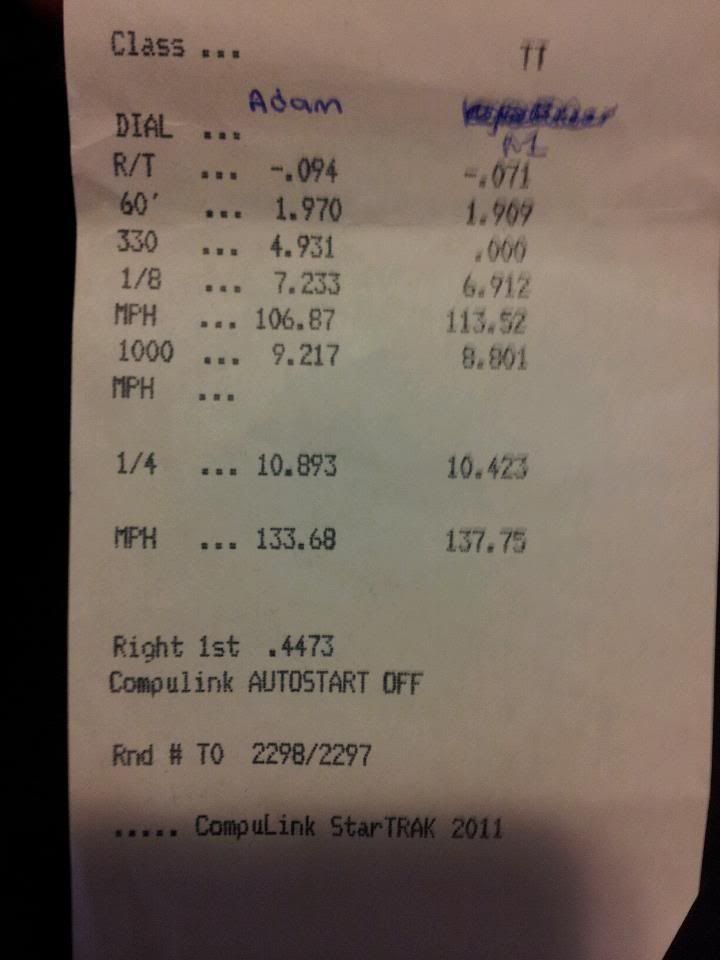 Class ... TT
Adam
DIAL ...
R/T ... -.094 -.071
60' ... 1.970 1.909
330 ... 4.931 .000
1/8 ... 7.233 6.912
MPH ... 106.87 113.52
1000 ... 9.217 8.801
MPH ...
1/4 ... 10.893 10.423
MPH ... 133.68 137.75
Right 1st .4473
Compulink AUTOSTART OFF
Rnd # TO 2298/2297
..... CompuLink StarTRAK 2011